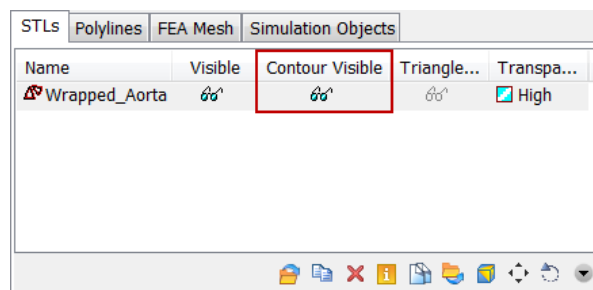 STLs Polylines FEA Mesh Simulation Objects
Name Visible Contour Visible Triangle... Transpa...
Wrapped_Aorta High